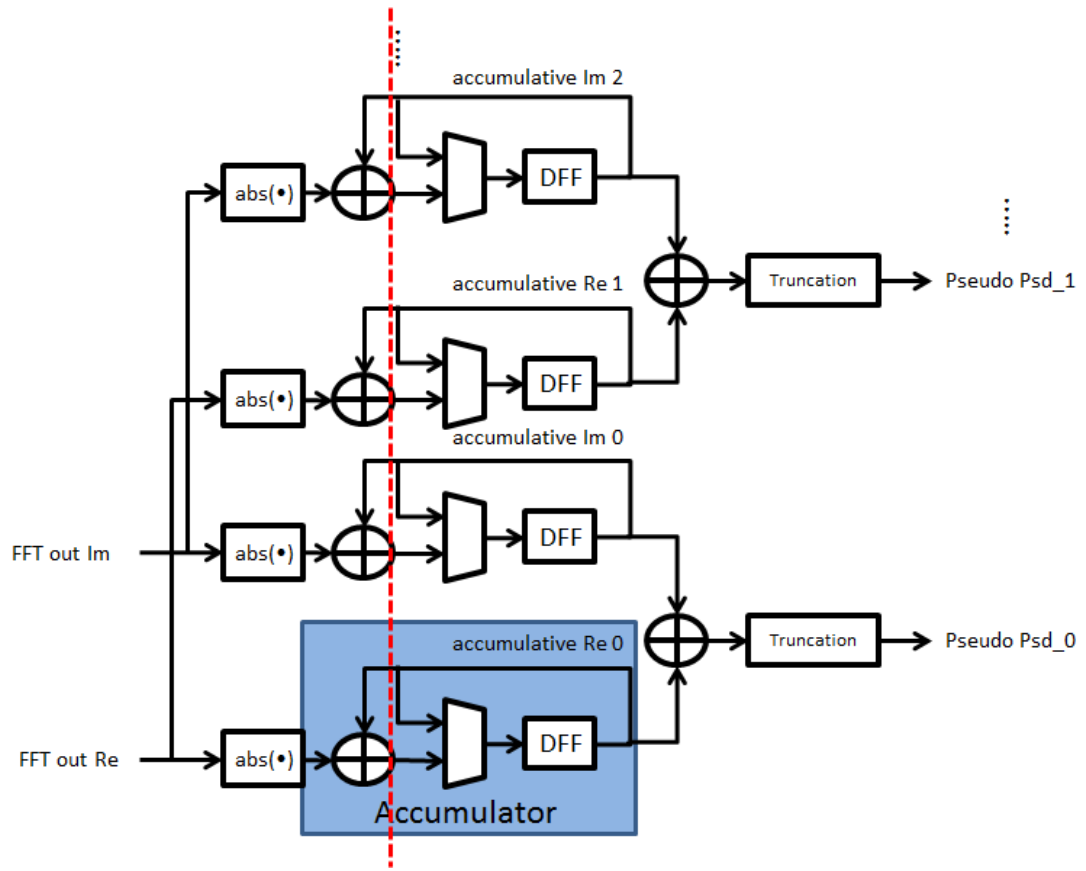 accumulative Im 2
abs(•)
DFF
Truncation
Pseudo Psd_1
accumulative Re 1
abs(•)
DFF
accumulative Im 0
FFT out Im
abs(•)
DFF
Truncation
Pseudo Psd_0
accumulative Re 0
FFT out Re
abs(•)
DFF
Accumulator